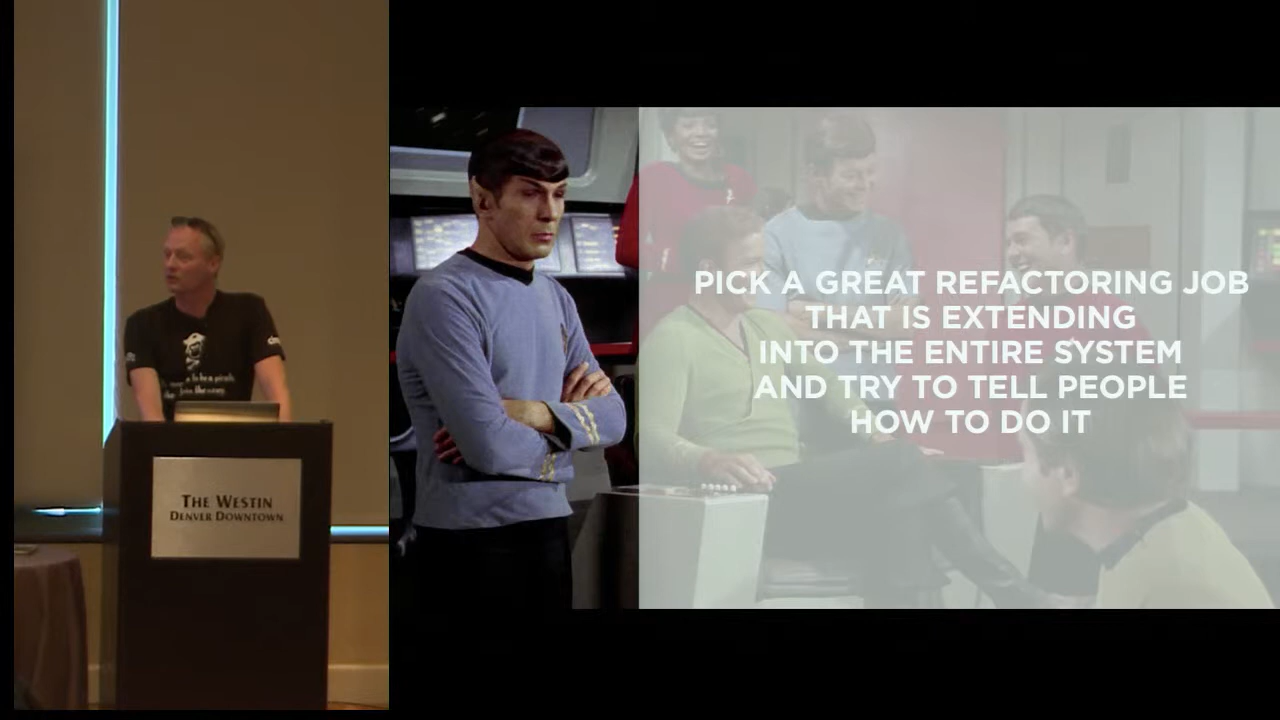 THE WESTIN
DENVER DOWNTOWN
PICK A GREAT REFACTORING JOB
THAT IS EXTENDING
INTO THE ENTIRE SYSTEM
AND TRY TO TELL PEOPLE
HOW TO DO IT